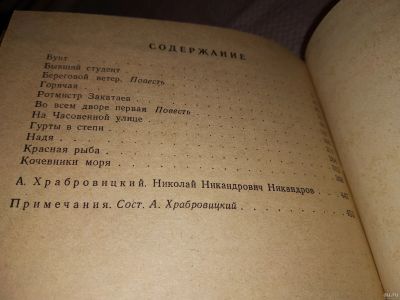 СОДЕРЖАНИЕ
Бунт
Бывший студент
Береговой ветер. Повесть
Горячая
Ротмистр Закатаев
Во всем дворе первая Повесть
На Часовенной улице
Гурты в степи
Надя
Красная рыба
Кочевники моря
А. Храбровицкий. Николай Никандрович Никандров
Примечания. Сост. А. Храбровицкий